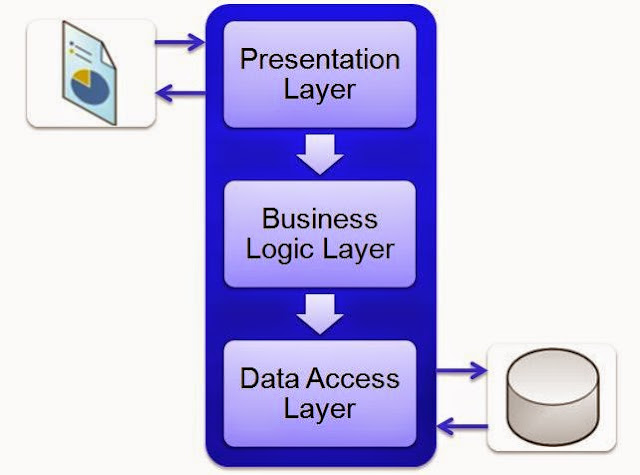 Presentation
Layer
Business
Logic Layer
Data Access
Layer